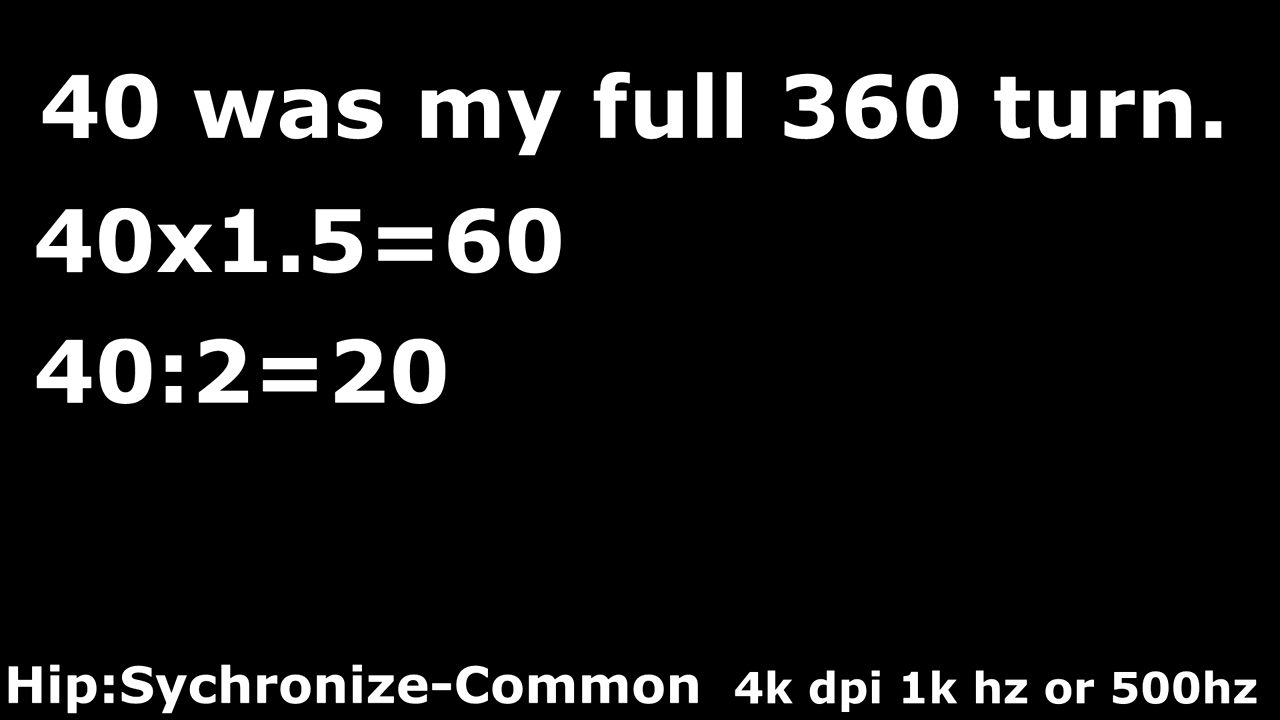 40 was my full 360 turn.
40x1.5=60
40:2=20
Hip:Sychronize-Common 4k dpi 1k hz or 500hz